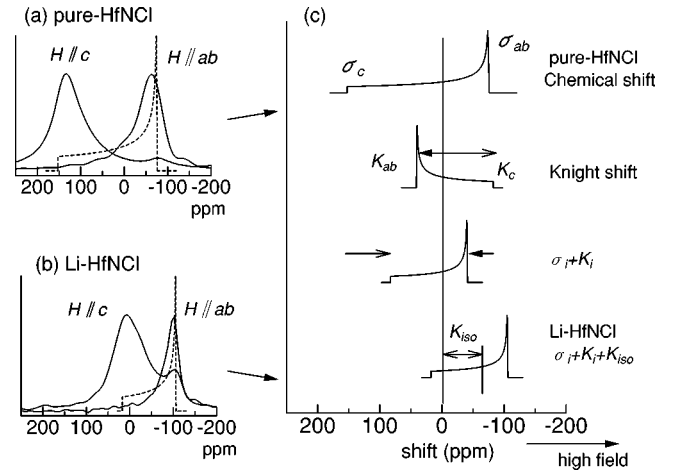 (a) pure-HfNCl
H // c
H // ab
200 100 0 -100 -200
ppm
(b) Li-HfNCl
H // c
H // ab
200 100 0 -100 -200
ppm
(c)
σc
σab
pure-HfNCl
Chemical shift
Kab
Kc
Knight shift
σi+Ki
Kiso
Li-HfNCl
σi+Ki+Kiso
200 100 0 -100 -200
shift (ppm)
high field